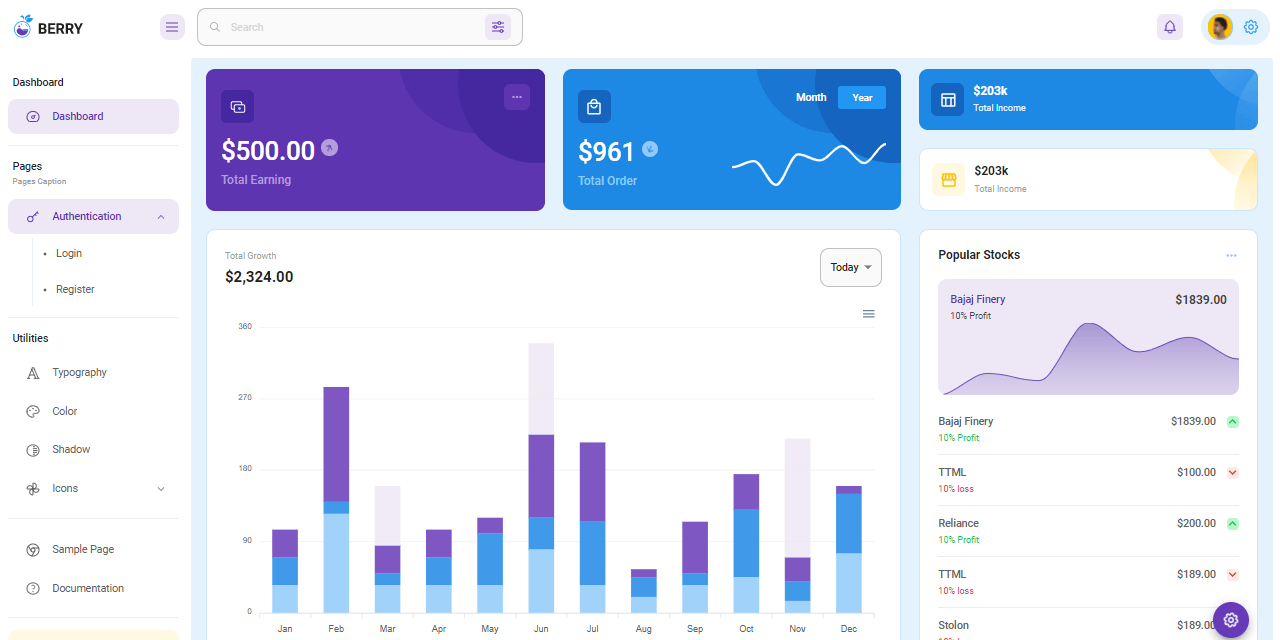 BERRY
Search
Dashboard
Dashboard
Pages
Pages Caption
Authentication
Login
Register
Utilities
Typography
Color
Shadow
Icons
Sample Page
Documentation
$500.00
Total Earning
Month
Year
$961
Total Order
$203k
Total Income
$203k
Total Income
Total Growth
$2,324.00
Today
360
270
180
90
0
Jan Feb Mar Apr May Jun Jul Aug Sep Oct Nov Dec
Popular Stocks
Bajaj Finery $1839.00
10% Profit
Bajaj Finery $1839.00
10% Profit
TTML $100.00
10% loss
Reliance $200.00
10% Profit
TTML $189.00
10% loss
Stolon $189.00